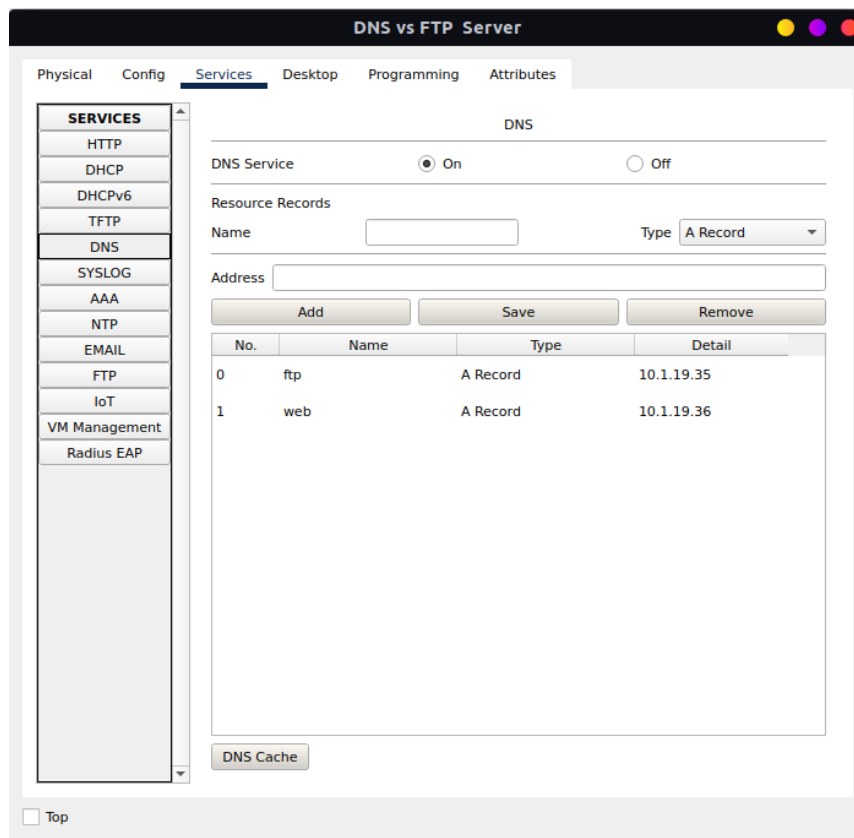 DNS vs FTP Server
Physical Config Services Desktop Programming Attributes
SERVICES
HTTP
DHCP
DHCPv6
TFTP
DNS
SYSLOG
AAA
NTP
EMAIL
FTP
IoT
VM Management
Radius EAP
DNS
DNS Service On Off
Resource Records
Name Type A Record
Address
Add Save Remove
No. Name Type Detail
0 ftp A Record 10.1.19.35
1 web A Record 10.1.19.36
DNS Cache
Top